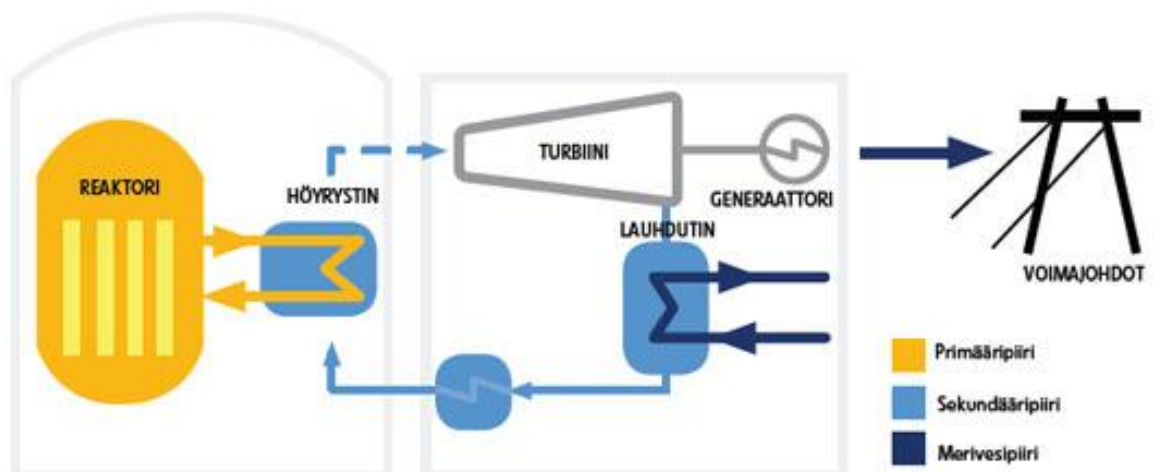 REAKTORI
HÖYRYSTIN
TURBIINI
GENERAATTORI
LAUHDUTIN
VOIMAJOHDOT
Primääripiiri
Sekundääripiiri
Merivesipiiri